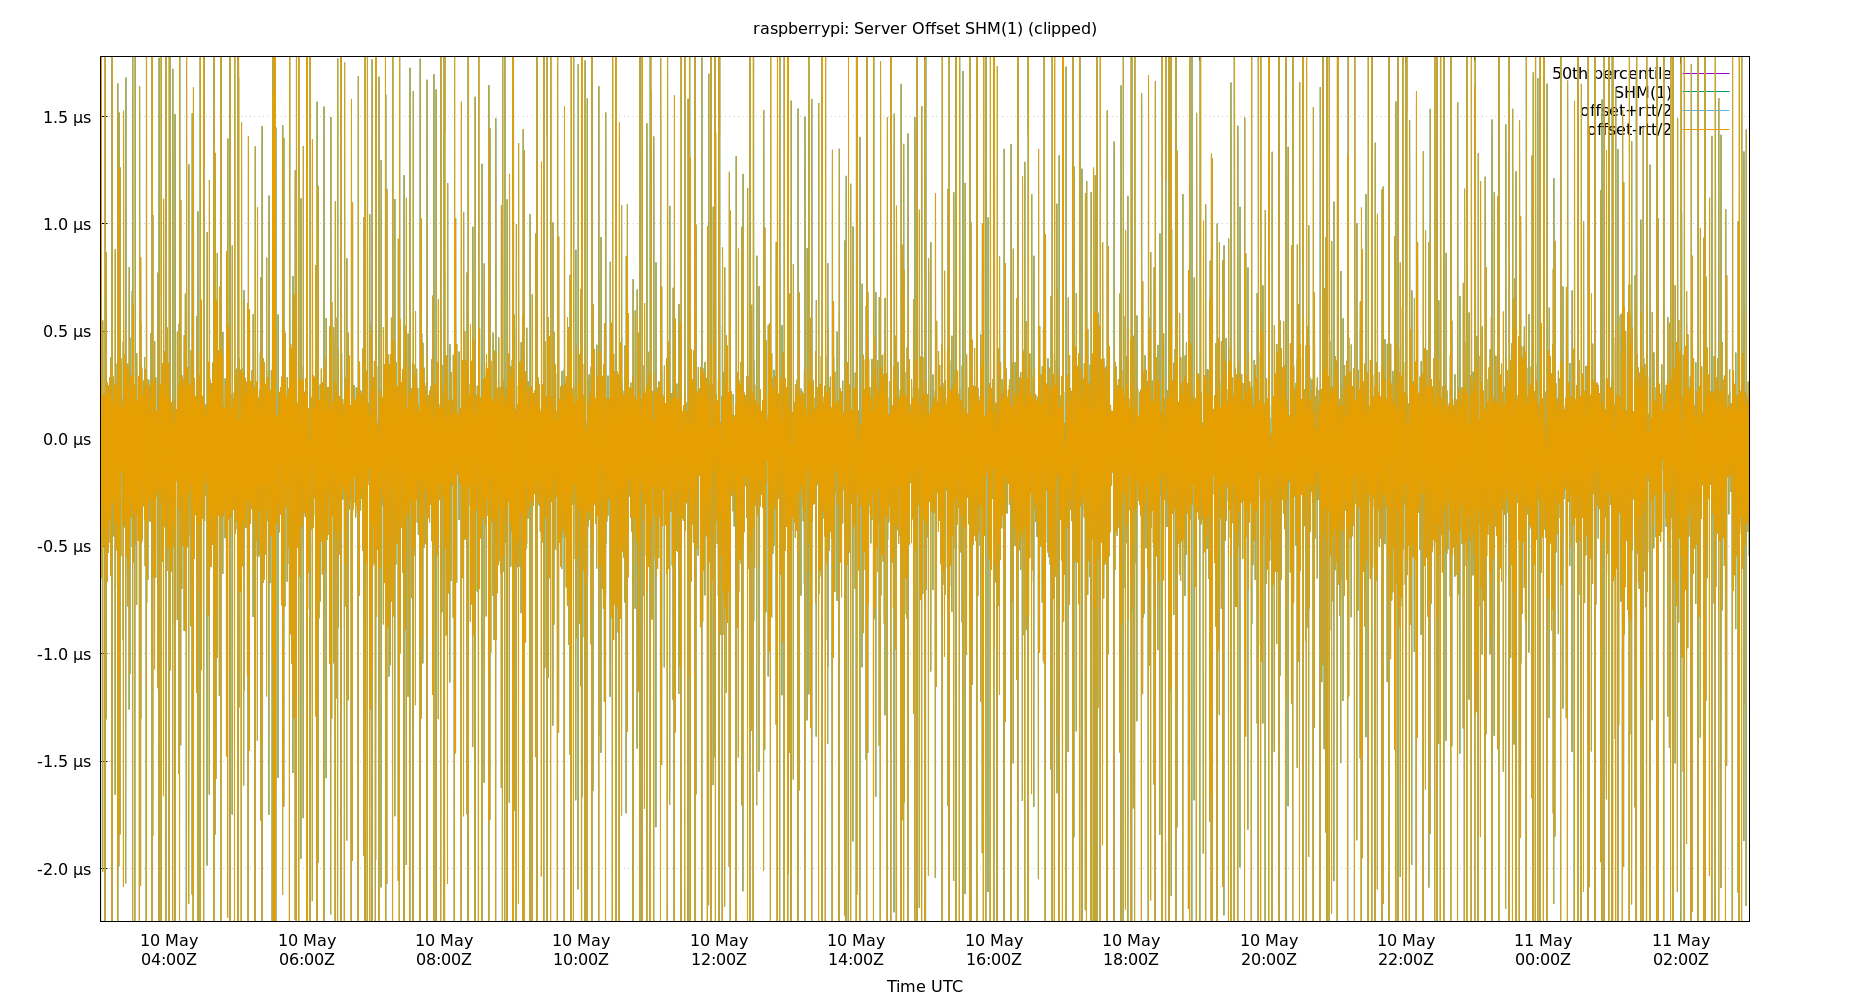 raspberrypi: Server Offset SHM(1) (clipped)
50th percentile
SHM(1)
offset+rtt/2
offset-rtt/2
1.5 µs
1.0 µs
0.5 µs
0.0 µs
-0.5 µs
-1.0 µs
-1.5 µs
-2.0 µs
10 May 10 May 10 May 10 May 10 May 10 May 10 May 10 May 10 May 10 May 11 May 11 May
04:00Z 06:00Z 08:00Z 10:00Z 12:00Z 14:00Z 16:00Z 18:00Z 20:00Z 22:00Z 00:00Z 02:00Z
Time UTC